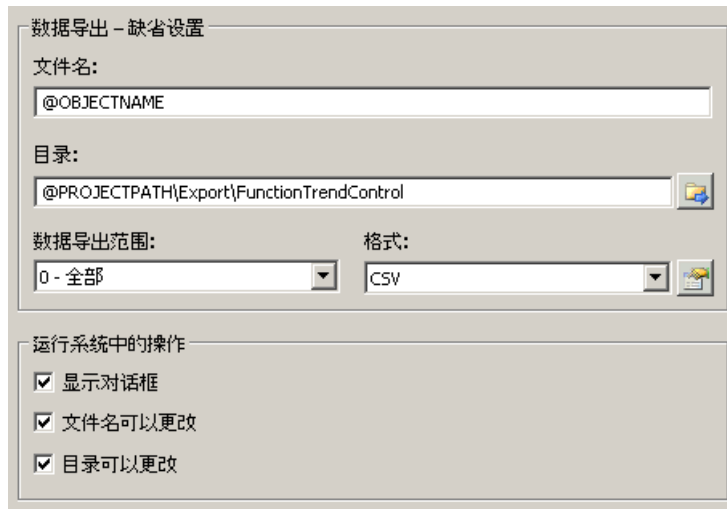 数据导出 – 缺省设置
文件名:
@OBJECTNAME
目录:
@PROJECTPATH\Export\FunctionTrendControl
数据导出范围: 格式:
0 - 全部 CSV
运行系统中的操作
显示对话框
文件名可以更改
目录可以更改